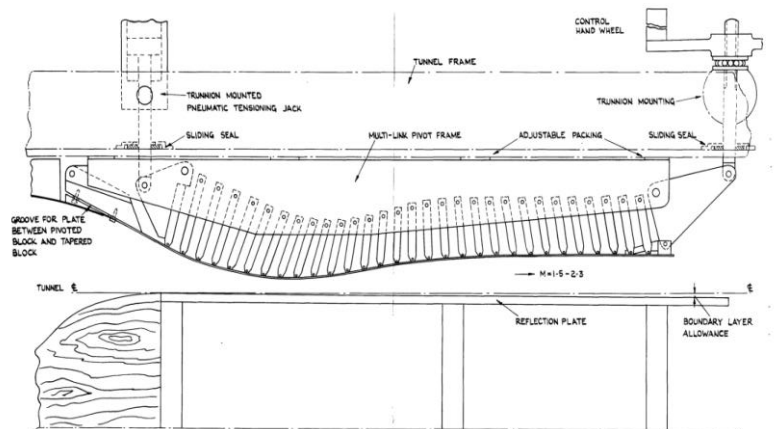 CONTROL
HAND WHEEL
TUNNEL FRAME
TRUNNION MOUNTED
PNEUMATIC TENSIONING JACK
TRUNNION MOUNTING
SLIDING SEAL
MULTI-LINK PIVOT FRAME
ADJUSTABLE PACKING
SLIDING SEAL
GROOVE FOR PLATE
BETWEEN PIVOTED
BLOCK AND TAPERED
BLOCK
M=1·5-2·3
TUNNEL ℄
℄
REFLECTION PLATE
BOUNDARY LAYER
ALLOWANCE